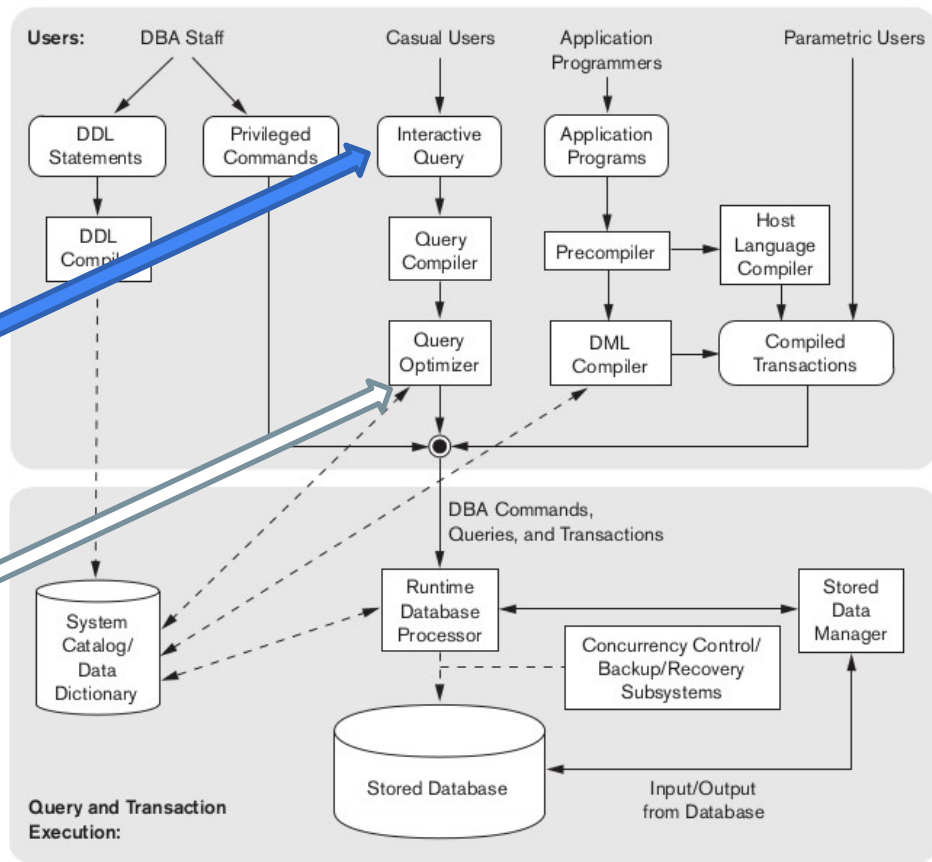 Users:
DBA Staff
Casual Users
Application
Programmers
Parametric Users
DDL
Statements
Privileged
Commands
Interactive
Query
Application
Programs
DDL
Compiler
Query
Compiler
Precompiler
Host
Language
Compiler
Query
Optimizer
DML
Compiler
Compiled
Transactions
DBA Commands,
Queries, and Transactions
System
Catalog/
Data
Dictionary
Runtime
Database
Processor
Stored
Data
Manager
Concurrency Control/
Backup/Recovery
Subsystems
Stored Database
Input/Output
from Database
Query and Transaction
Execution: